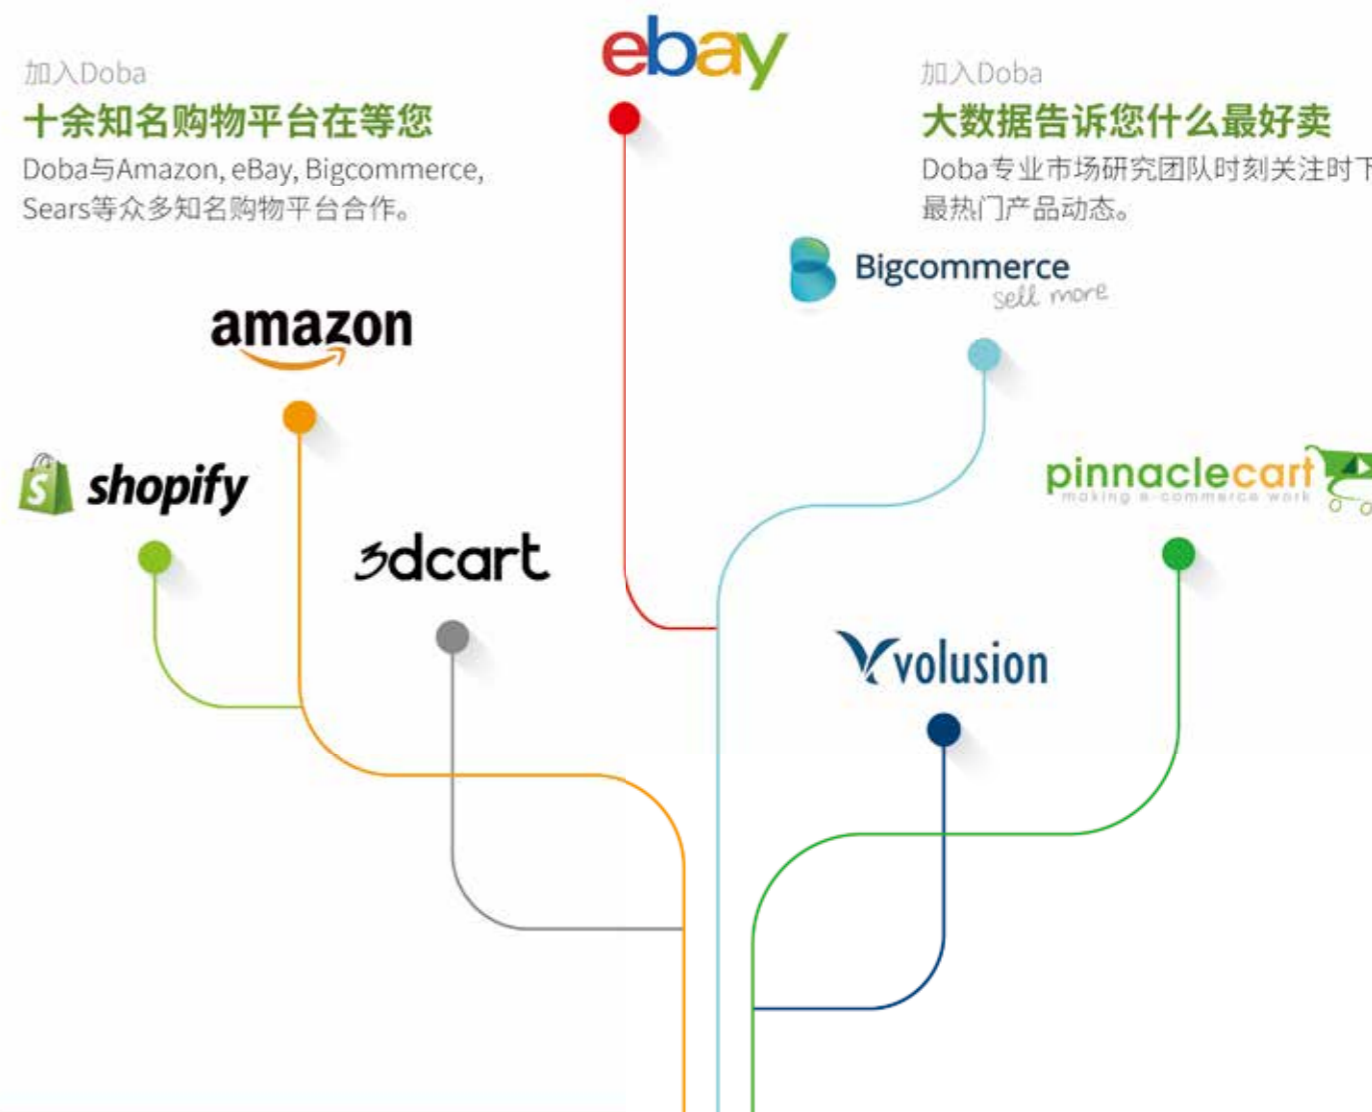 ebay
加入Doba
十余知名购物平台在等您
Doba与Amazon, eBay, Bigcommerce,
Sears等众多知名购物平台合作。
加入Doba
大数据告诉您什么最好卖
Doba专业市场研究团队时刻关注时下
最热门产品动态。
Bigcommerce
sell more
amazon
shopify
3dcart
pinnaclecart
making e-commerce work
volusion